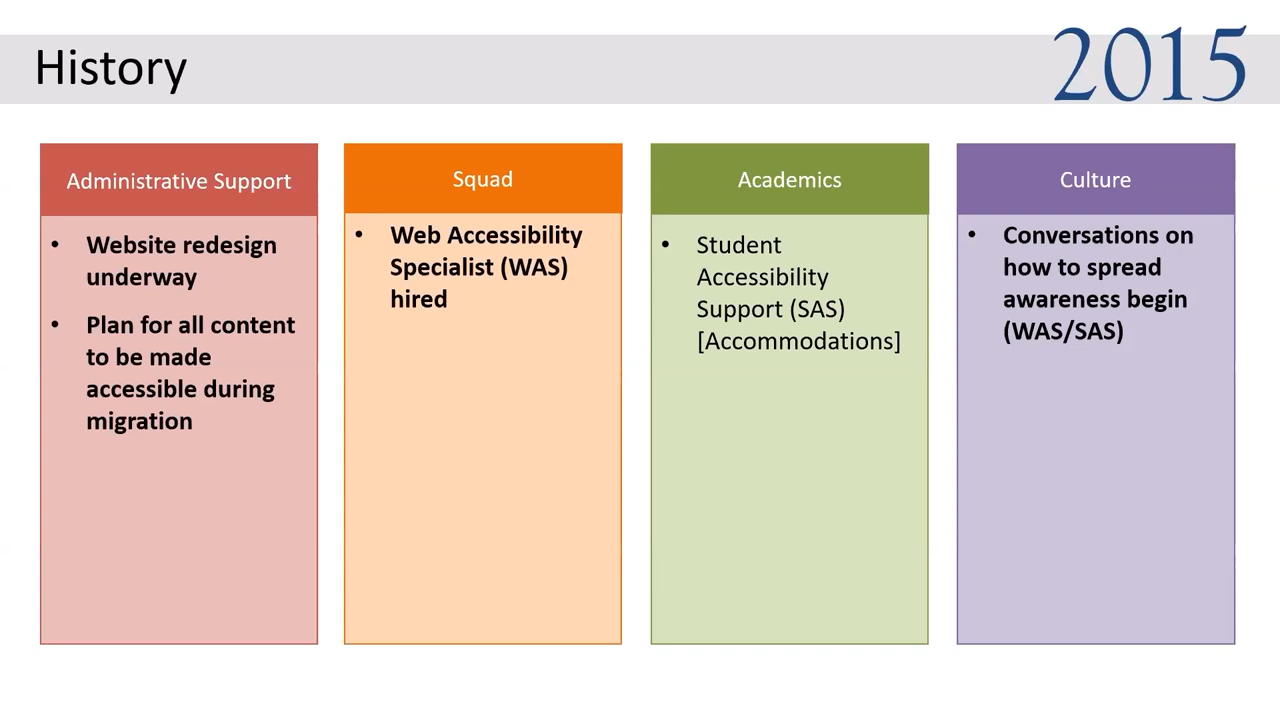 History
2015
Administrative Support
• Website redesign
underway
• Plan for all content
to be made
accessible during
migration
Squad
• Web Accessibility
Specialist (WAS)
hired
Academics
• Student
Accessibility
Support (SAS)
[Accommodations]
Culture
• Conversations on
how to spread
awareness begin
(WAS/SAS)